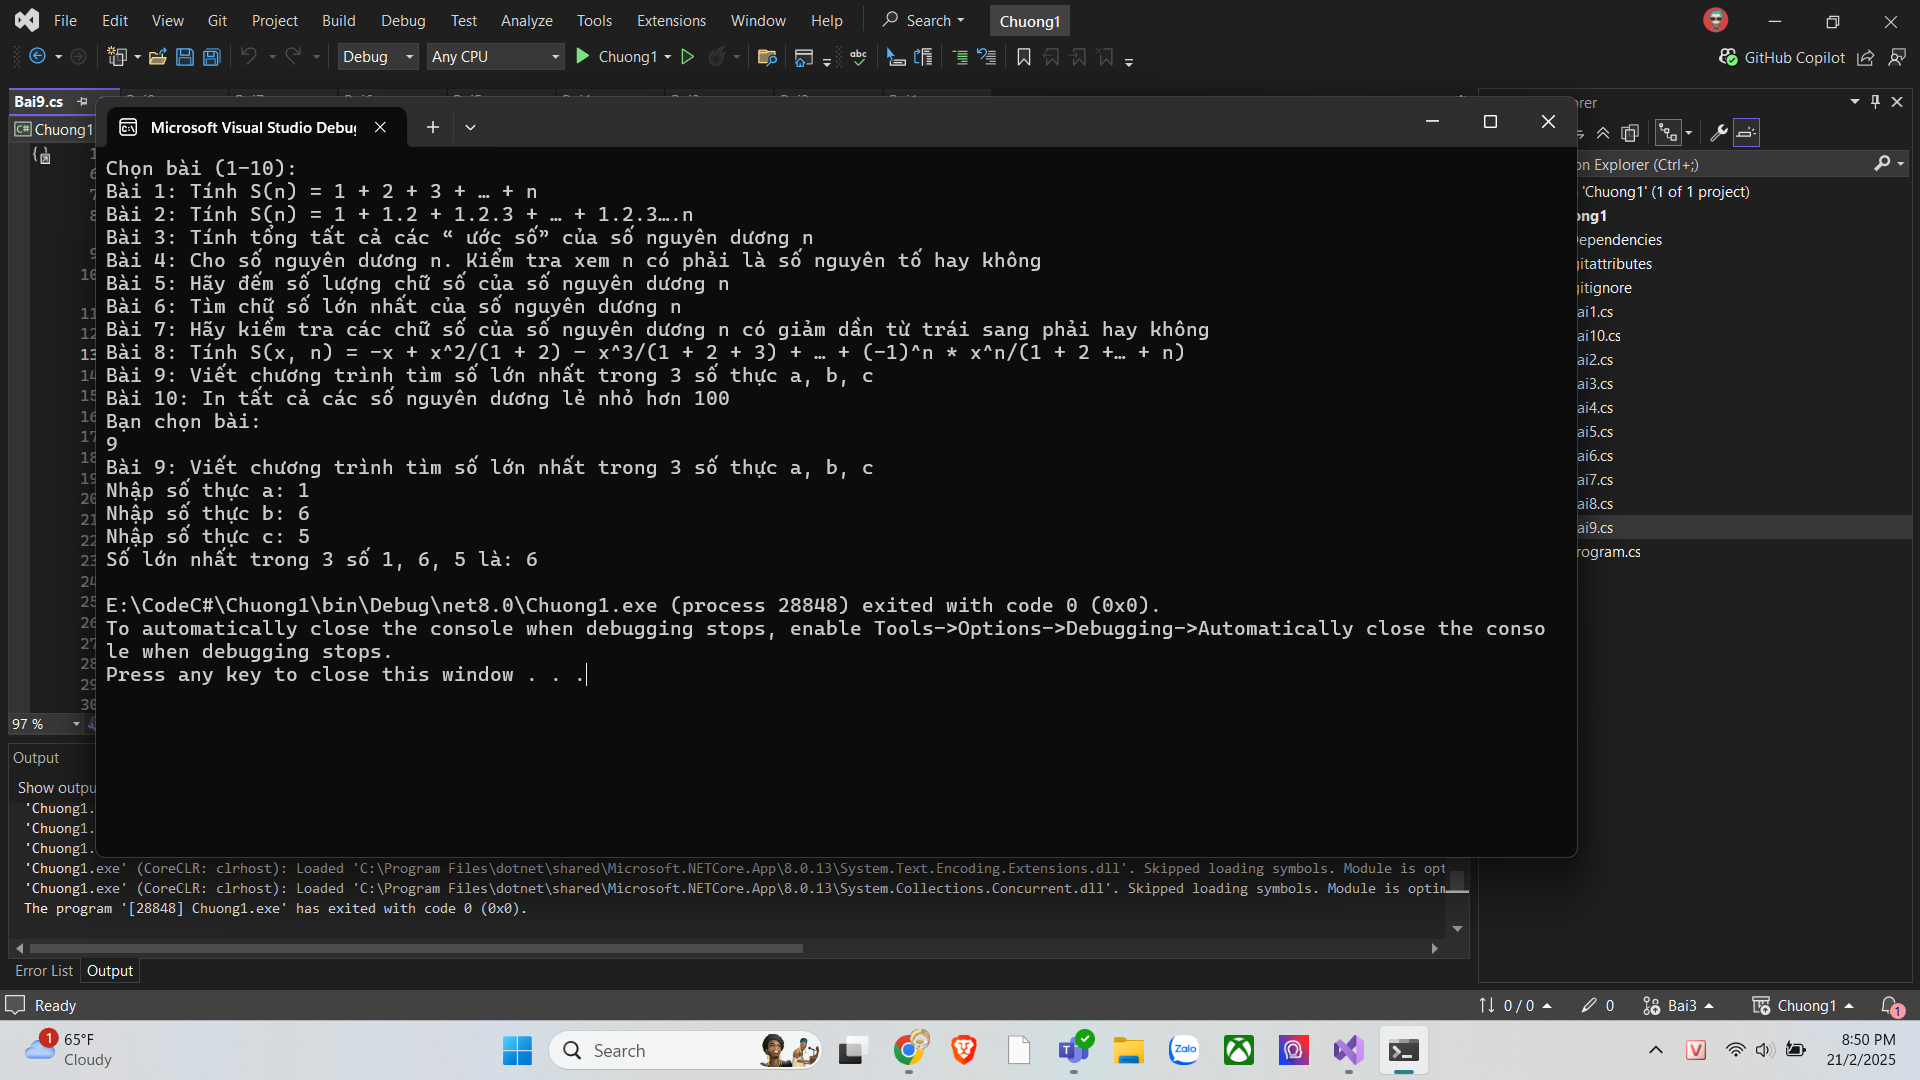 File Edit View Git Project Build Debug Test Analyze Tools Extensions Window Help Search Chuong1
Debug Any CPU Chuong1 GitHub Copilot
Bai9.cs
Chuong1
Microsoft Visual Studio Debug
Chọn bài (1-10):
Bài 1: Tính S(n) = 1 + 2 + 3 + … + n
Bài 2: Tính S(n) = 1 + 1.2 + 1.2.3 + … + 1.2.3….n
Bài 3: Tính tổng tất cả các “ ước số” của số nguyên dương n
Bài 4: Cho số nguyên dương n. Kiểm tra xem n có phải là số nguyên tố hay không
Bài 5: Hãy đếm số lượng chữ số của số nguyên dương n
Bài 6: Tìm chữ số lớn nhất của số nguyên dương n
Bài 7: Hãy kiểm tra các chữ số của số nguyên dương n có giảm dần từ trái sang phải hay không
Bài 8: Tính S(x, n) = -x + x^2/(1 + 2) - x^3/(1 + 2 + 3) + … + (-1)^n * x^n/(1 + 2 +… + n)
Bài 9: Viết chương trình tìm số lớn nhất trong 3 số thực a, b, c
Bài 10: In tất cả các số nguyên dương lẻ nhỏ hơn 100
Bạn chọn bài:
9
Bài 9: Viết chương trình tìm số lớn nhất trong 3 số thực a, b, c
Nhập số thực a: 1
Nhập số thực b: 6
Nhập số thực c: 5
Số lớn nhất trong 3 số 1, 6, 5 là: 6
E:\CodeC#\Chuong1\bin\Debug\net8.0\Chuong1.exe (process 28848) exited with code 0 (0x0).
To automatically close the console when debugging stops, enable Tools->Options->Debugging->Automatically close the conso
le when debugging stops.
Press any key to close this window . . .
orer
on Explorer (Ctrl+;)
'Chuong1' (1 of 1 project)
ong1
ependencies
gitattributes
gitignore
ai1.cs
ai10.cs
ai2.cs
ai3.cs
ai4.cs
ai5.cs
ai6.cs
ai7.cs
ai8.cs
ai9.cs
rogram.cs
97 %
Output
Show outpu
'Chuong1.
'Chuong1.
'Chuong1.
'Chuong1.exe' (CoreCLR: clrhost): Loaded 'C:\Program Files\dotnet\shared\Microsoft.NETCore.App\8.0.13\System.Text.Encoding.Extensions.dll'. Skipped loading symbols. Module is opt
'Chuong1.exe' (CoreCLR: clrhost): Loaded 'C:\Program Files\dotnet\shared\Microsoft.NETCore.App\8.0.13\System.Collections.Concurrent.dll'. Skipped loading symbols. Module is optim
The program '[28848] Chuong1.exe' has exited with code 0 (0x0).
Error List Output
Ready 0 / 0 0 Bai3 Chuong1 1
1 65°F
Cloudy
Search
Zalo
V
8:50 PM
21/2/2025